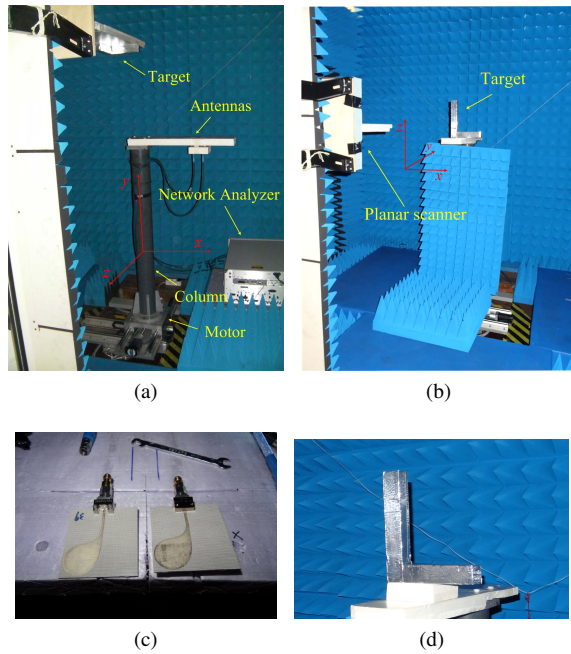 Target
Antennas
Network Analyzer
y
x
z
Column
Motor
(a)
Target
z
y
x
Planar scanner
(b)
(c)
(d)